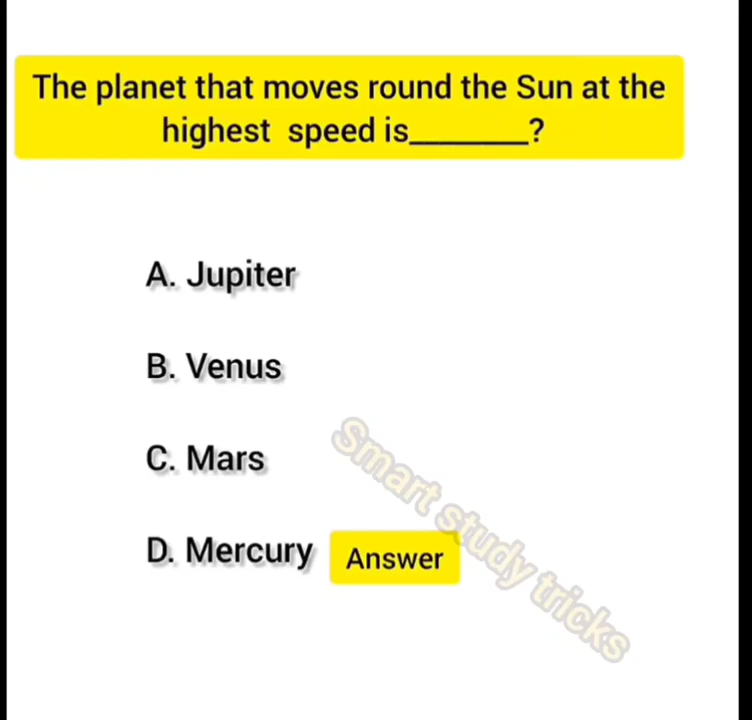 The planet that moves round the Sun at the
highest speed is_______?
A. Jupiter
B. Venus
C. Mars
D. Mercury Answer
Smart study tricks